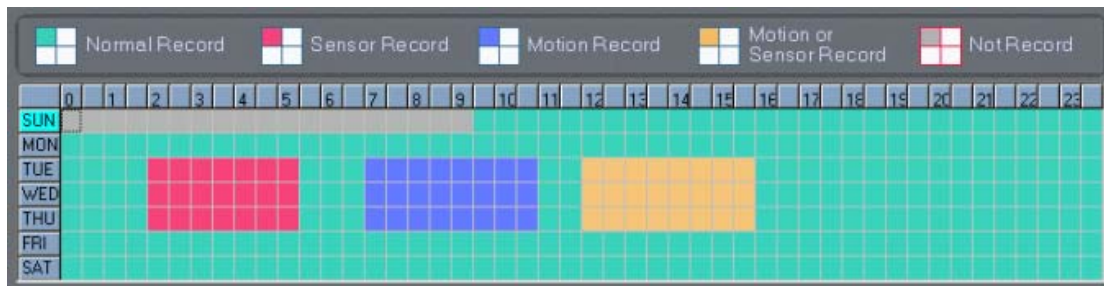 Normal Record
Sensor Record
Motion Record
Motion or
Sensor Record
Not Record
0 1 2 3 4 5 6 7 8 9 10 11 12 13 14 15 16 17 18 19 20 21 22 23
SUN
MON
TUE
WED
THU
FRI
SAT